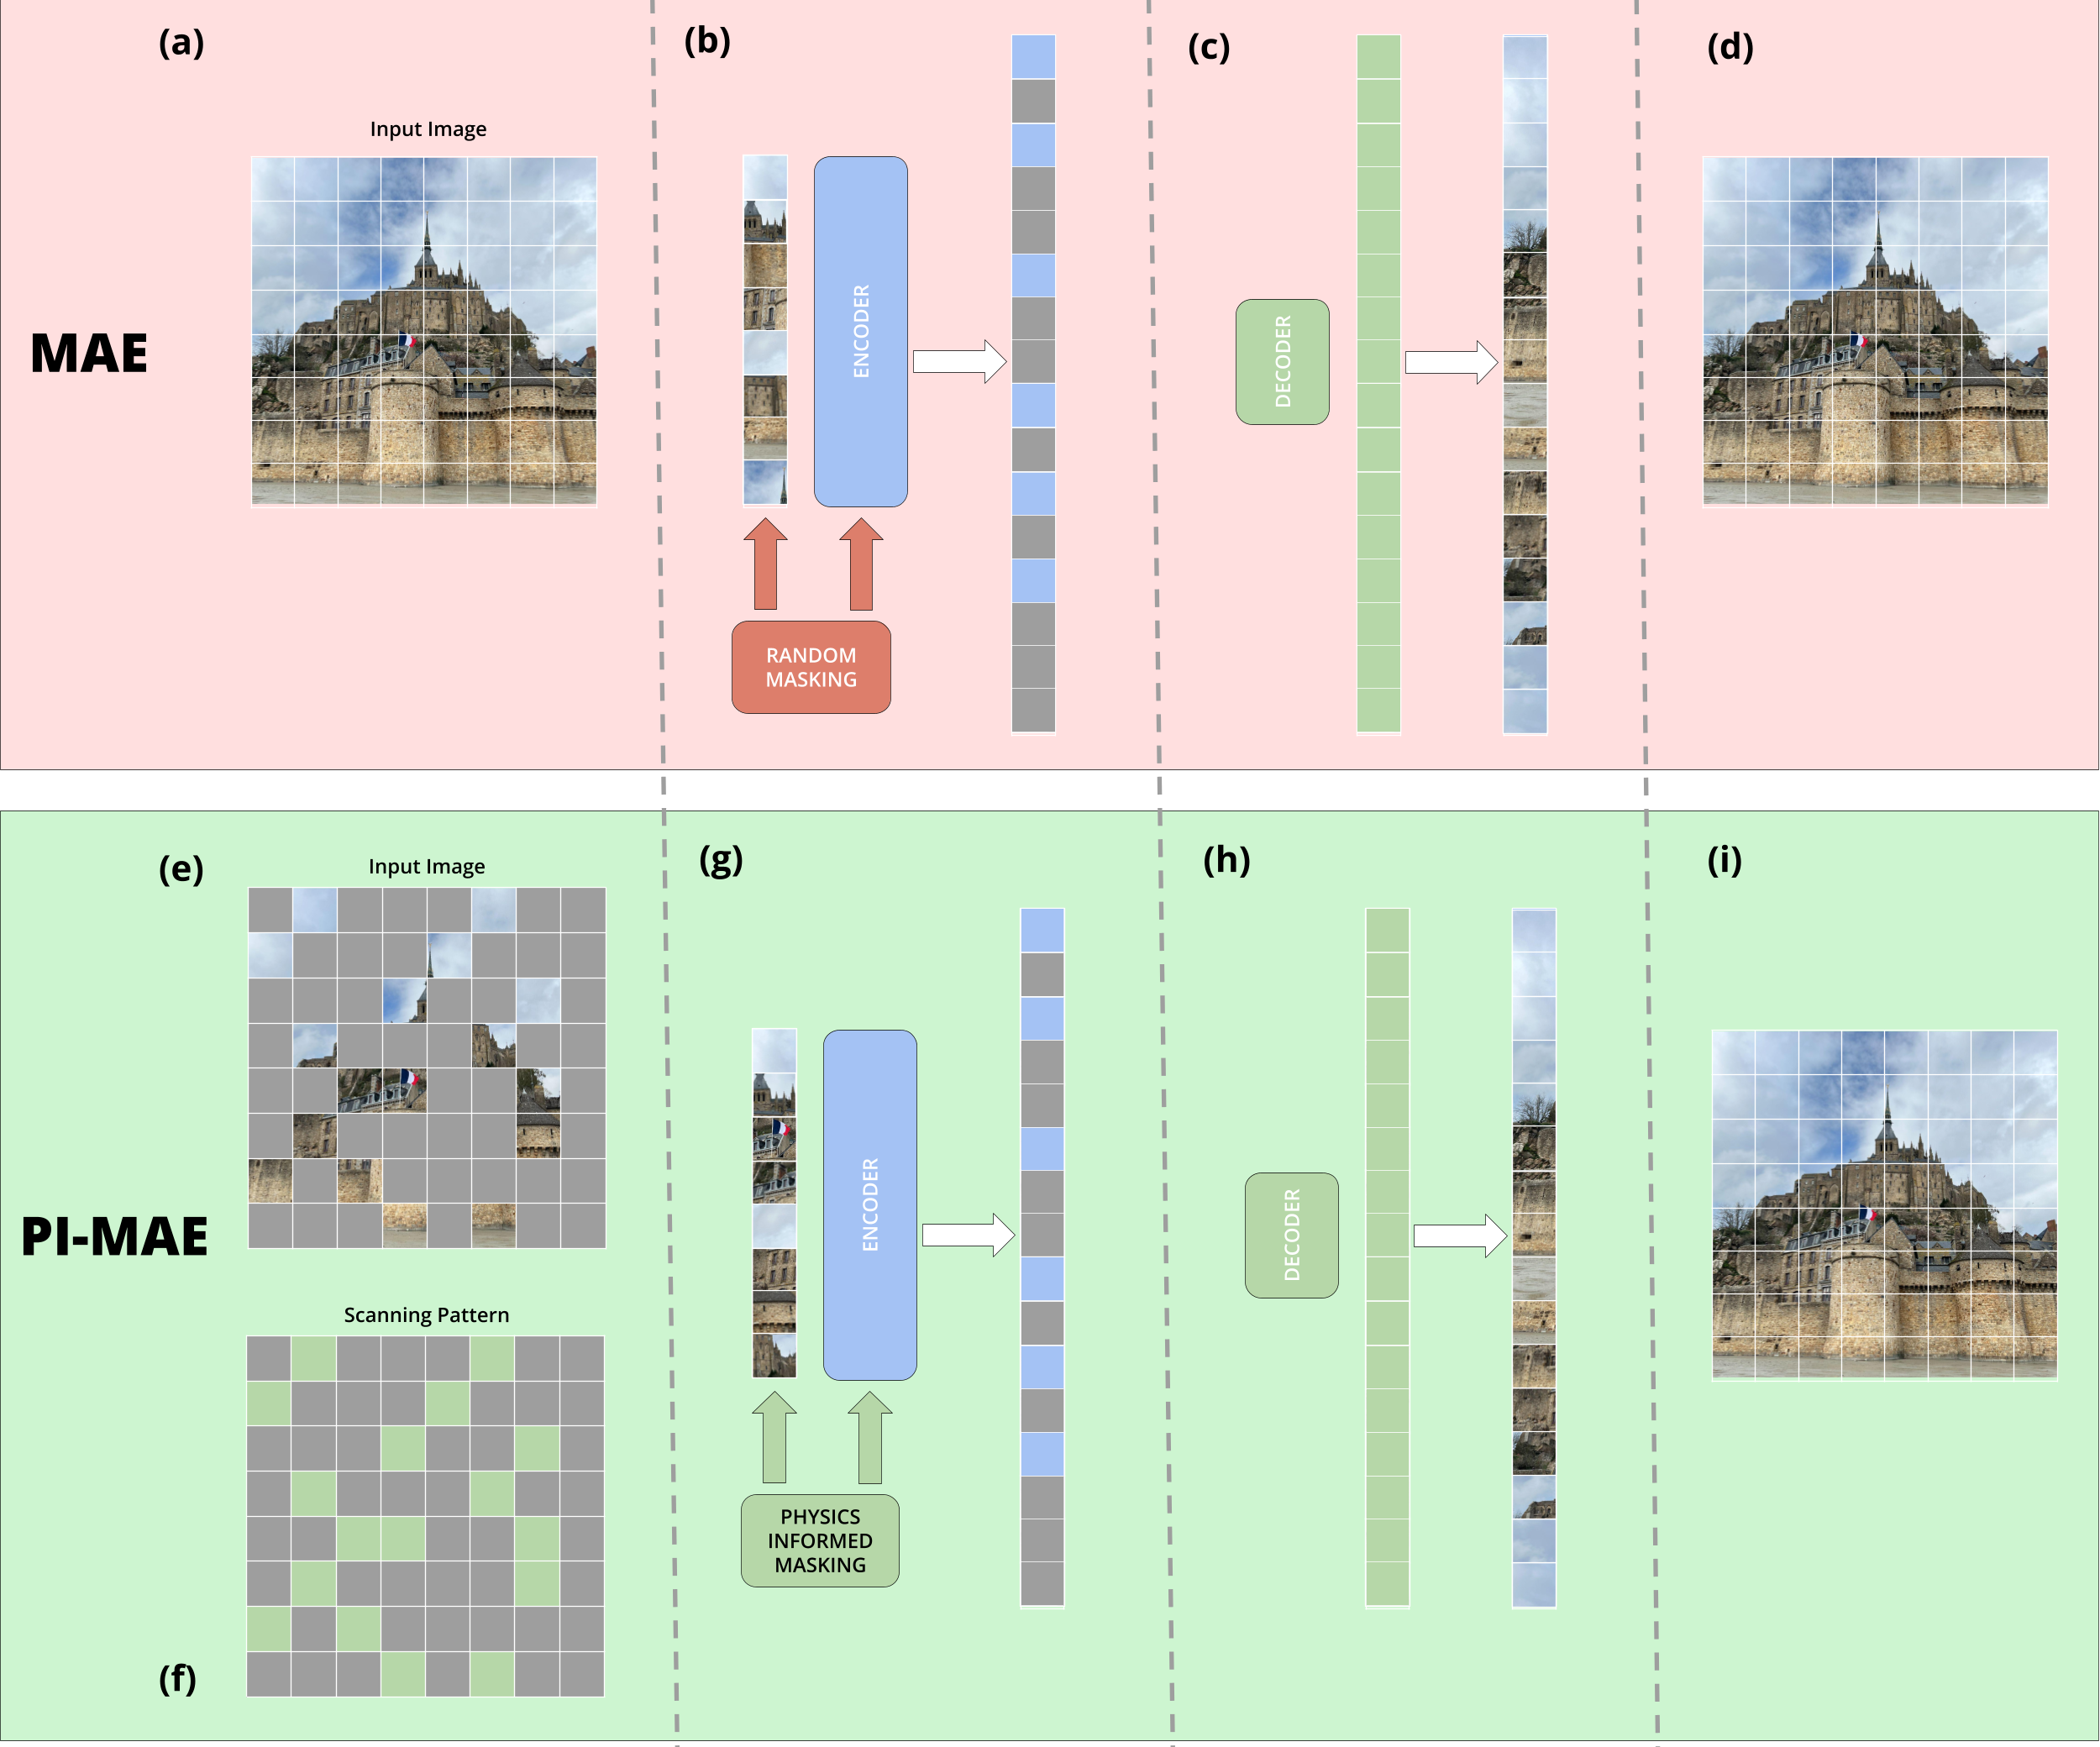 (a)
(b)
(c)
(d)
Input Image
MAE
ENCODER
DECODER
RANDOM
MASKING
(e)
Input Image
(g)
(h)
(i)
PI-MAE
ENCODER
DECODER
Scanning Pattern
PHYSICS
INFORMED
MASKING
(f)